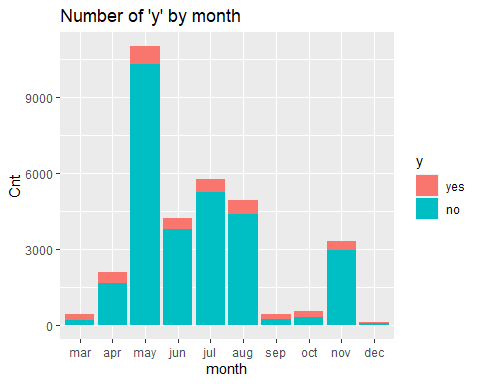 Number of 'y' by month
Cnt
9000
6000
3000
0
mar apr may jun jul aug sep oct nov dec
month
y
yes
no